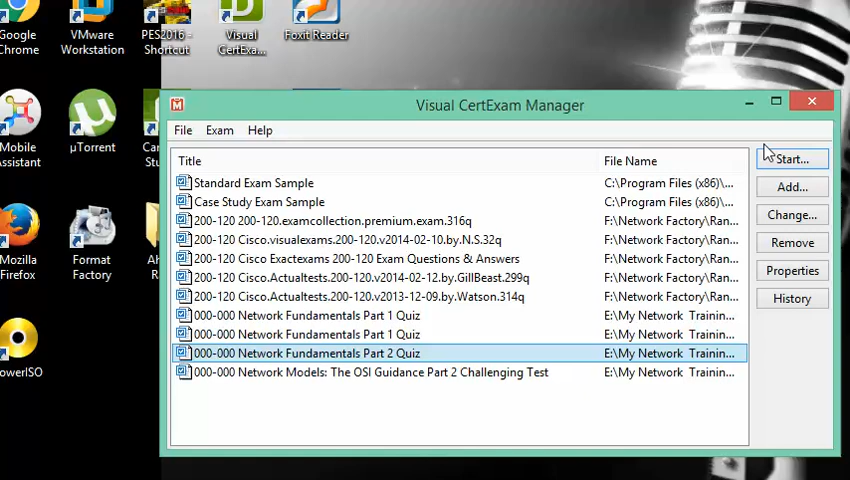 Google
Chrome
VMware
Workstation
PES2016 -
Shortcut
Visual
CertExa...
Foxit Reader
Mobile
Assistant
µTorrent
Mozilla
Firefox
Format
Factory
Visual CertExam Manager
File Exam Help
Title File Name
Standard Exam Sample C:\Program Files (x86)\...
Case Study Exam Sample C:\Program Files (x86)\...
200-120 200-120.examcollection.premium.exam.316q F:\Network Factory\Ran...
200-120 Cisco.visualexams.200-120.v2014-02-10.by.N.S.32q F:\Network Factory\Ran...
200-120 Cisco Exactexams 200-120 Exam Questions & Answers F:\Network Factory\Ran...
200-120 Cisco.Actualtests.200-120.v2014-02-12.by.GillBeast.299q F:\Network Factory\Ran...
200-120 Cisco.Actualtests.200-120.v2013-12-09.by.Watson.314q F:\Network Factory\Ran...
000-000 Network Fundamentals Part 1 Quiz E:\My Network Trainin...
000-000 Network Fundamentals Part 1 Quiz E:\My Network Trainin...
000-000 Network Fundamentals Part 2 Quiz E:\My Network Trainin...
000-000 Network Models: The OSI Guidance Part 2 Challenging Test E:\My Network Trainin...
Start...
Add...
Change...
Remove
Properties
History